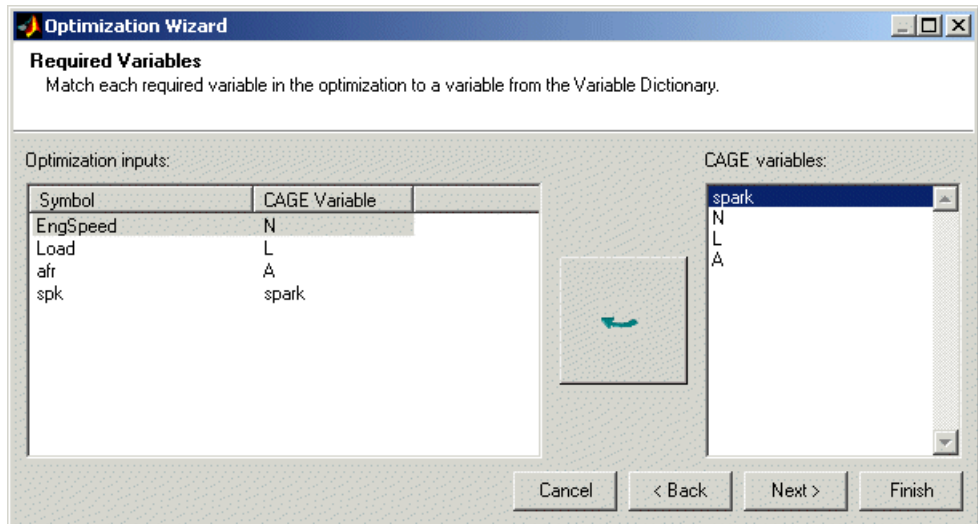 Optimization Wizard
Required Variables
Match each required variable in the optimization to a variable from the Variable Dictionary.
Optimization inputs:
CAGE variables:
Symbol CAGE Variable
EngSpeed N
Load L
afr A
spk spark
spark
N
L
A
Cancel < Back Next > Finish